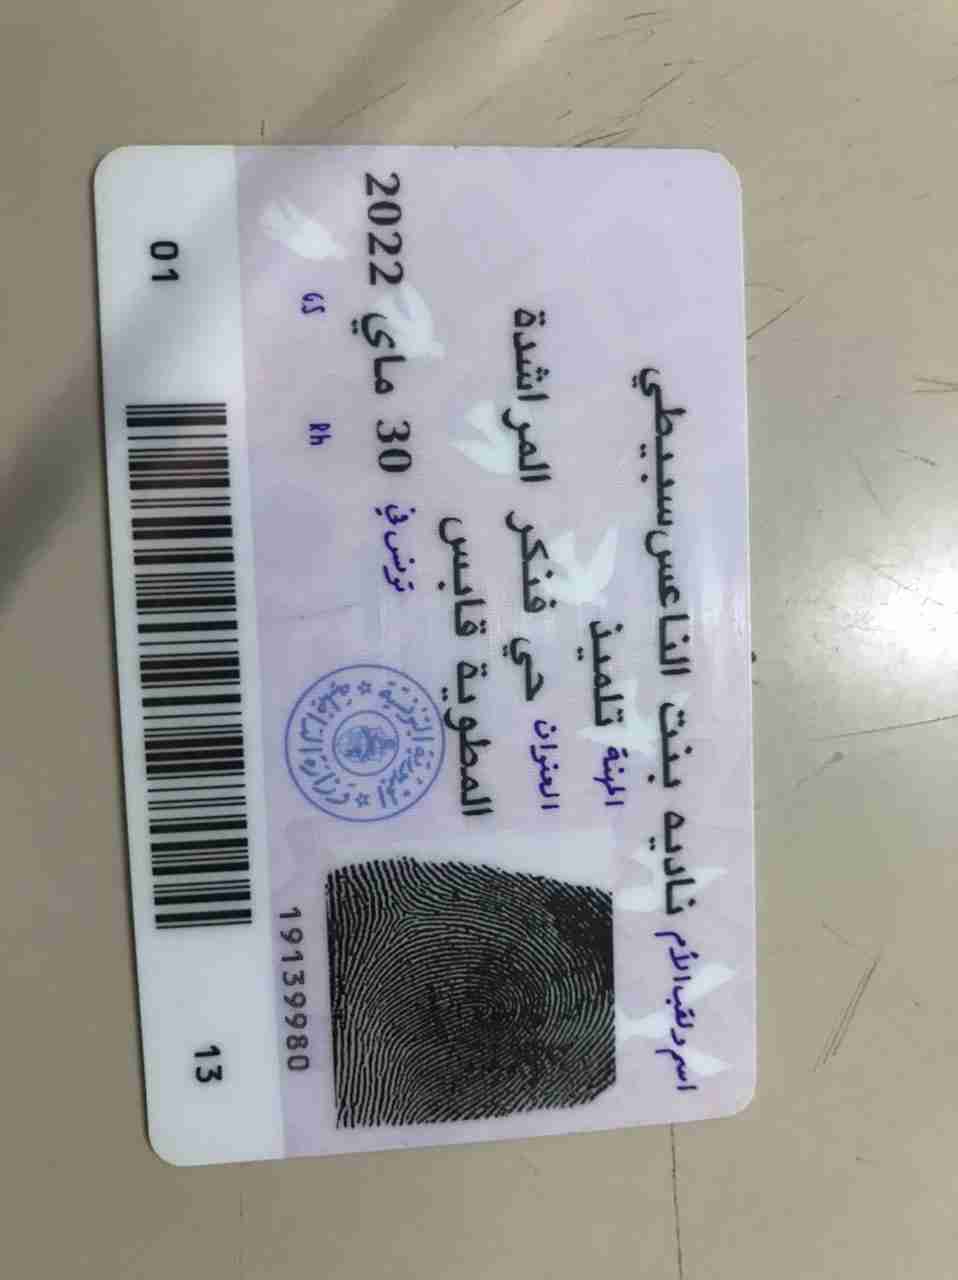 اسم ولقب الأم ناديه بنت الناعس سبيطي
المهنة تلميذ
العنوان حي فنكر المراشدة
المطوية قابس
تونس في 30 ماي 2022
GS Rh
الجمهورية التونسية
وزارة الداخلية
19139980
01 13